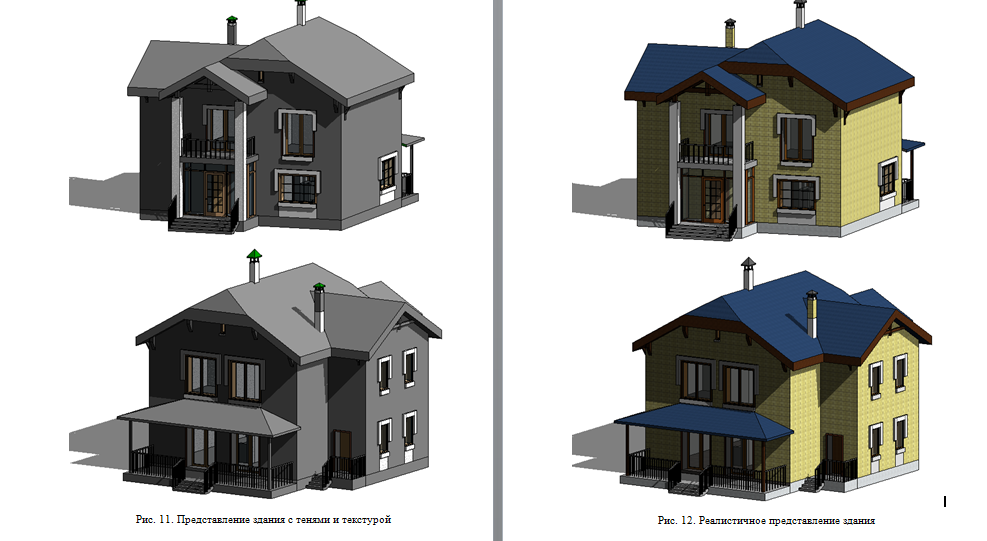 Рис. 11. Представление здания с тенями и текстурой
Рис. 12. Реалистичное представление здания